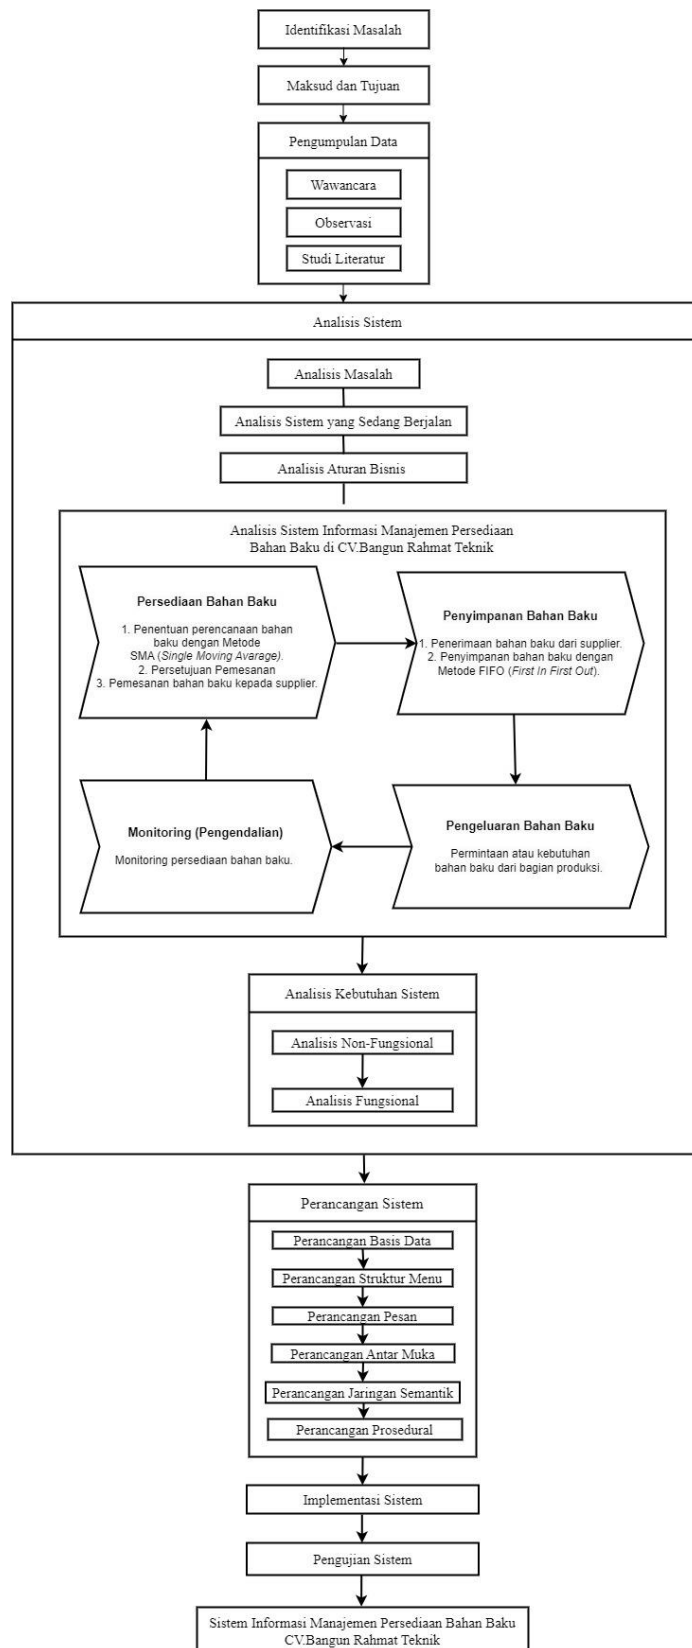 Identifikasi Masalah
Maksud dan Tujuan
Pengumpulan Data
Wawancara
Observasi
Studi Literatur
Analisis Sistem
Analisis Masalah
Analisis Sistem yang Sedang Berjalan
Analisis Aturan Bisnis
Analisis Sistem Informasi Manajemen Persediaan
Bahan Baku di CV.Bangun Rahmat Teknik
Persediaan Bahan Baku
1. Penentuan perencanaan bahan
baku dengan Metode
SMA (Single Moving Avarage).
2. Persetujuan Pemesanan
3. Pemesanan bahan baku kepada supplier.
Penyimpanan Bahan Baku
1. Penerimaan bahan baku dari supplier.
2. Penyimpanan bahan baku dengan
Metode FIFO (First In First Out).
Monitoring (Pengendalian)
Monitoring persediaan bahan baku.
Pengeluaran Bahan Baku
Permintaan atau kebutuhan
bahan baku dari bagian produksi.
Analisis Kebutuhan Sistem
Analisis Non-Fungsional
Analisis Fungsional
Perancangan Sistem
Perancangan Basis Data
Perancangan Struktur Menu
Perancangan Pesan
Perancangan Antar Muka
Perancangan Jaringan Semantik
Perancangan Prosedural
Implementasi Sistem
Pengujian Sistem
Sistem Informasi Manajemen Persediaan Bahan Baku
CV.Bangun Rahmat Teknik